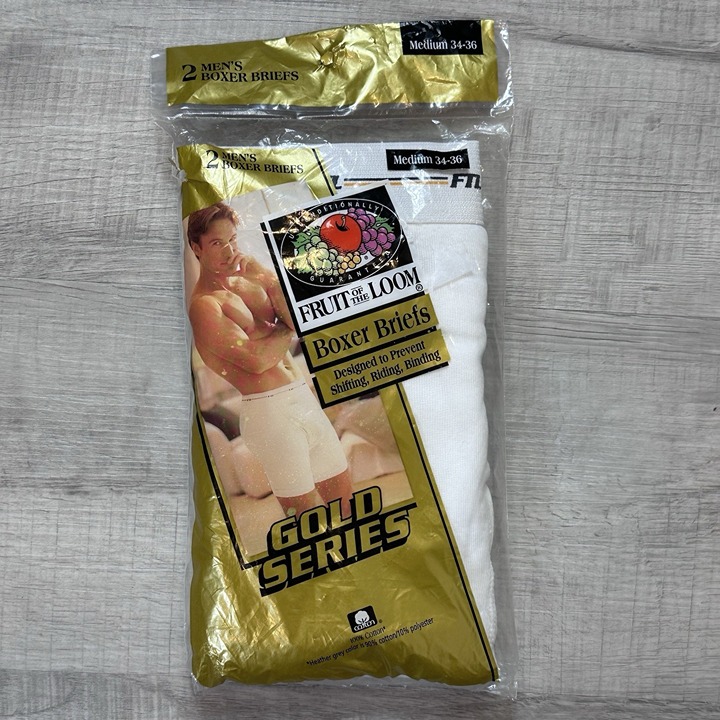 Medium 34-36
2 MEN'S
BOXER BRIEFS
2 MEN'S
BOXER BRIEFS
Medium 34-36
UNCONDITIONALLY
GUARANTEED
FRUIT OF THE LOOM®
Boxer Briefs
Designed to Prevent
Shifting, Riding, Binding
GOLD
SERIES
cotton®
100% Cotton*
*Heather grey color is 90% cotton/10% polyester